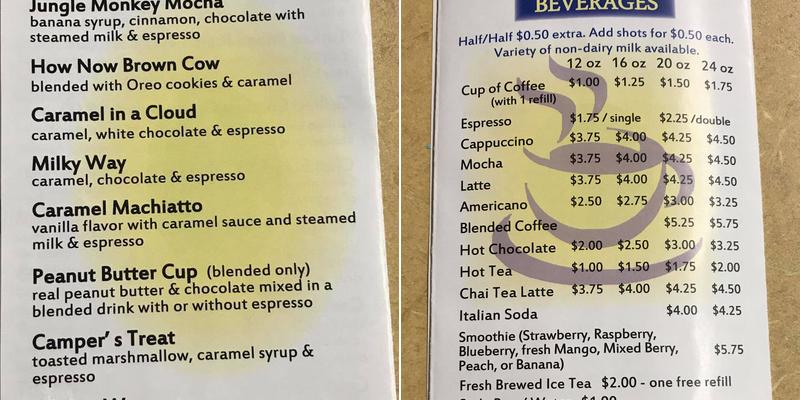 Jungle Monkey Mocha
banana syrup, cinnamon, chocolate with
steamed milk & espresso
How Now Brown Cow
blended with Oreo cookies & caramel
Caramel in a Cloud
caramel, white chocolate & espresso
Milky Way
caramel, chocolate & espresso
Caramel Machiatto
vanilla flavor with caramel sauce and steamed
milk & espresso
Peanut Butter Cup (blended only)
real peanut butter & chocolate mixed in a
blended drink with or without espresso
Camper's Treat
toasted marshmallow, caramel syrup &
espresso
BEVERAGES
Half/Half $0.50 extra. Add shots for $0.50 each.
Variety of non-dairy milk available.
12 oz 16 oz 20 oz 24 oz
Cup of Coffee $1.00 $1.25 $1.50 $1.75
(with 1 refill)
Espresso $1.75 / single $2.25 /double
Cappuccino $3.75 $4.00 $4.25 $4.50
Mocha $3.75 $4.00 $4.25 $4.50
Latte $3.75 $4.00 $4.25 $4.50
Americano $2.50 $2.75 $3.00 $3.25
Blended Coffee $5.25 $5.75
Hot Chocolate $2.00 $2.50 $3.00 $3.25
Hot Tea $1.00 $1.50 $1.75 $2.00
Chai Tea Latte $3.75 $4.00 $4.25 $4.50
Italian Soda $4.00 $4.25
Smoothie (Strawberry, Raspberry,
Blueberry, fresh Mango, Mixed Berry, $5.75
Peach, or Banana)
Fresh Brewed Ice Tea $2.00 - one free refill